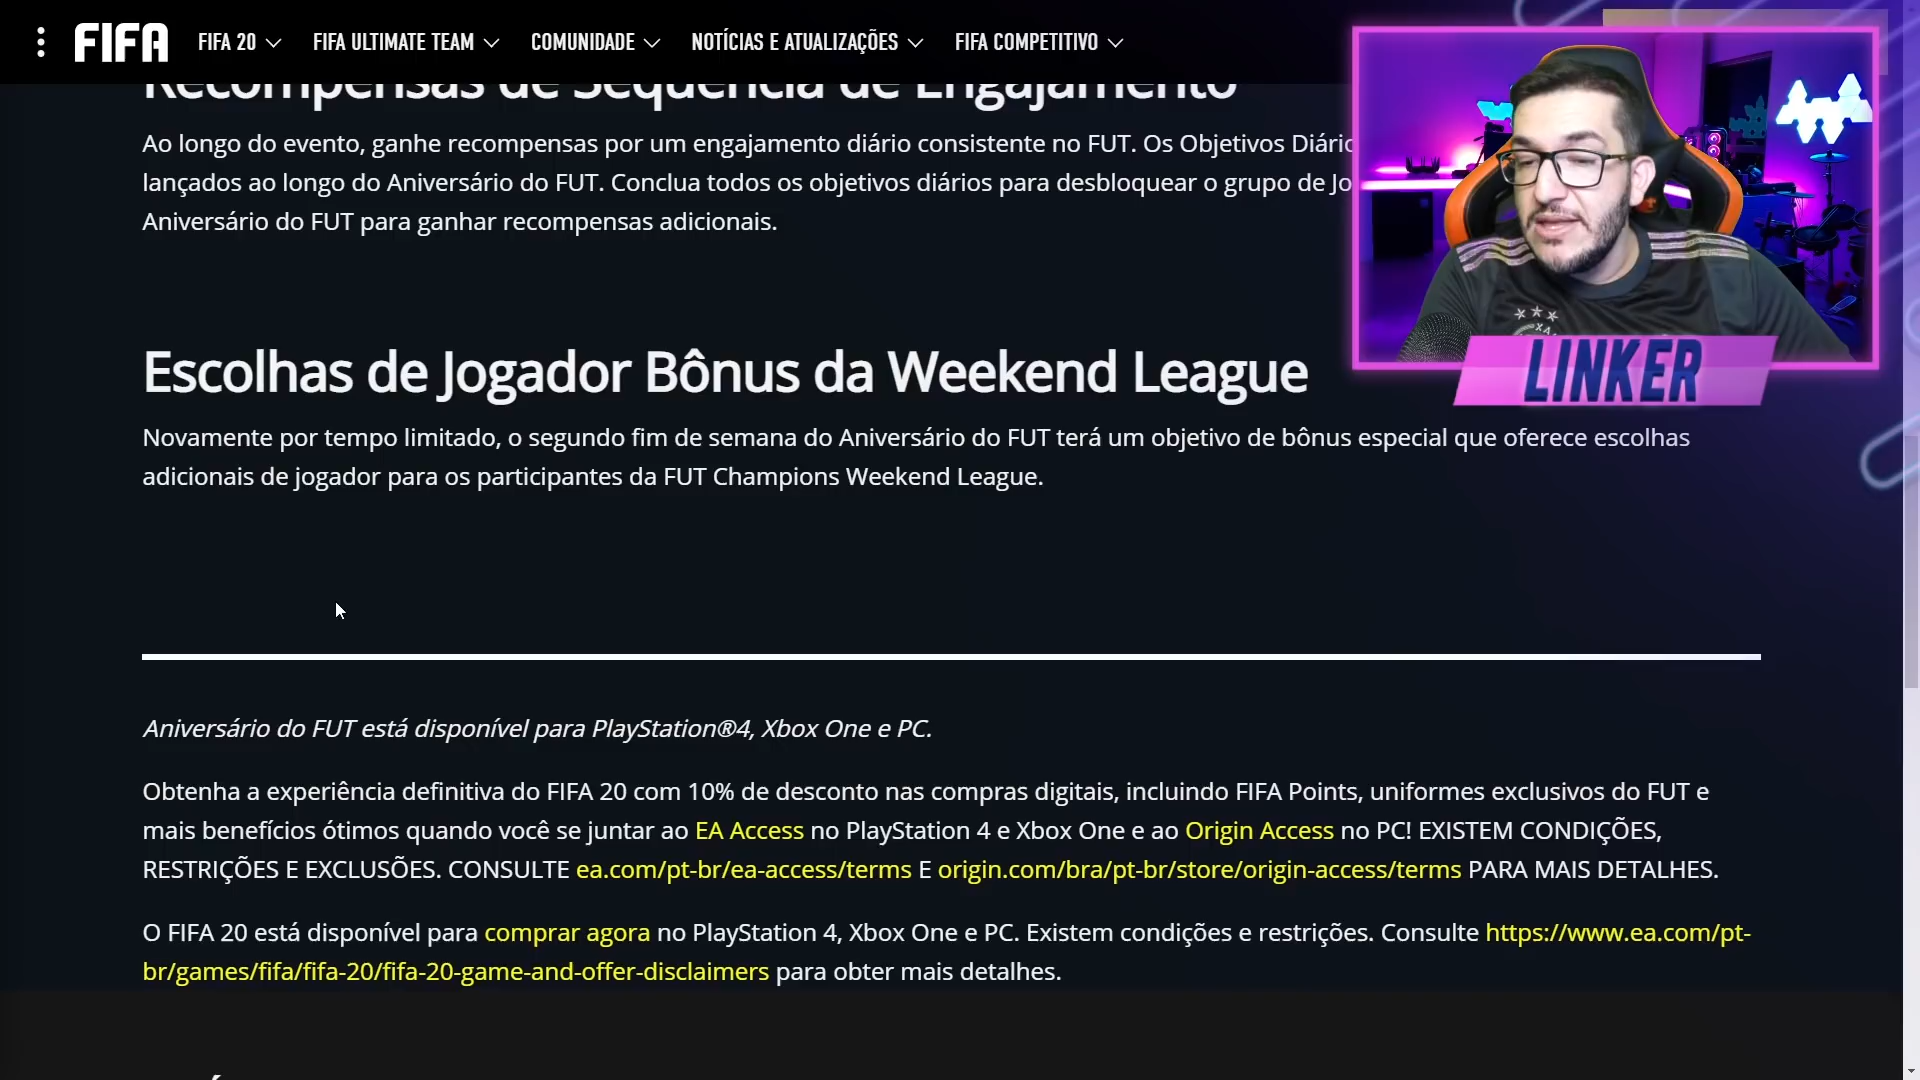 FIFA
FIFA 20
FIFA ULTIMATE TEAM
COMUNIDADE
NOTÍCIAS E ATUALIZAÇÕES
FIFA COMPETITIVO
Recompensas de Sequência de Engajamento
Ao longo do evento, ganhe recompensas por um engajamento diário consistente no FUT. Os Objetivos
lançados ao longo do Aniversário do FUT. Conclua todos os objetivos diários para desbloquear o grupo de
Aniversário do FUT para ganhar recompensas adicionais.
LINKER
Escolhas de Jogador Bônus da Weekend League
Novamente por tempo limitado, o segundo fim de semana do Aniversário do FUT terá um objetivo de bônus especial que oferece escolhas
adicionais de jogador para os participantes da FUT Champions Weekend League.
Aniversário do FUT está disponível para PlayStation®4, Xbox One e PC.
Obtenha a experiência definitiva do FIFA 20 com 10% de desconto nas compras digitais, incluindo FIFA Points, uniformes exclusivos do FUT e
mais benefícios ótimos quando você se juntar ao EA Access no PlayStation 4 e Xbox One e ao Origin Access no PC! EXISTEM CONDIÇÕES,
RESTRIÇÕES E EXCLUSÕES. CONSULTE ea.com/pt-br/ea-access/terms E origin.com/bra/pt-br/store/origin-access/terms PARA MAIS DETALHES.
O FIFA 20 está disponível para comprar agora no PlayStation 4, Xbox One e PC. Existem condições e restrições. Consulte https://www.ea.com/pt-
br/games/fifa/fifa-20/fifa-20-game-and-offer-disclaimers para obter mais detalhes.